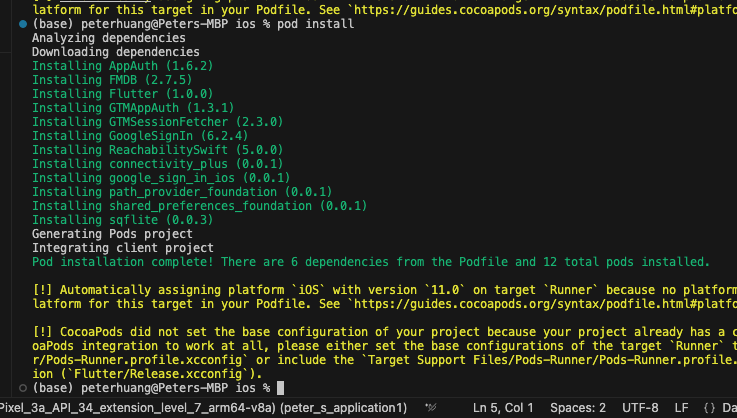 latform for this target in your Podfile. See `https://guides.cocoapods.org/syntax/podfile.html#platfo
(base) peterhuang@Peters-MBP ios % pod install
Analyzing dependencies
Downloading dependencies
Installing AppAuth (1.6.2)
Installing FMDB (2.7.5)
Installing Flutter (1.0.0)
Installing GTMAppAuth (1.3.1)
Installing GTMSessionFetcher (2.3.0)
Installing GoogleSignIn (6.2.4)
Installing ReachabilitySwift (5.0.0)
Installing connectivity_plus (0.0.1)
Installing google_sign_in_ios (0.0.1)
Installing path_provider_foundation (0.0.1)
Installing shared_preferences_foundation (0.0.1)
Installing sqflite (0.0.3)
Generating Pods project
Integrating client project
Pod installation complete! There are 6 dependencies from the Podfile and 12 total pods installed.
[!] Automatically assigning platform `iOS` with version `11.0` on target `Runner` because no platform
latform for this target in your Podfile. See `https://guides.cocoapods.org/syntax/podfile.html#platfo
[!] CocoaPods did not set the base configuration of your project because your project already has a c
oaPods integration to work at all, please either set the base configurations of the target `Runner` t
r/Pods-Runner.profile.xcconfig` or include the `Target Support Files/Pods-Runner/Pods-Runner.profile.
ion (`Flutter/Release.xcconfig`).
(base) peterhuang@Peters-MBP ios %
Pixel_3a_API_34_extension_level_7_arm64-v8a) (peter_s_application1)
Ln 5, Col 1
Spaces: 2
UTF-8
LF
{ } Da